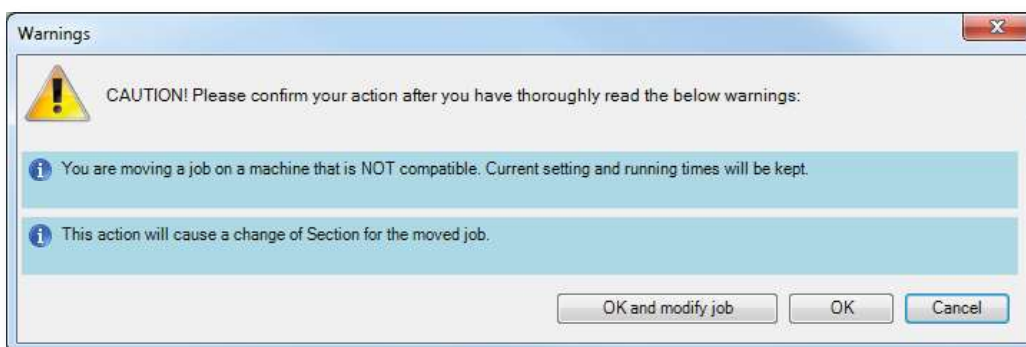 Warnings
CAUTION! Please confirm your action after you have thoroughly read the below warnings:
You are moving a job on a machine that is NOT compatible. Current setting and running times will be kept.
This action will cause a change of Section for the moved job.
OK and modify job OK Cancel